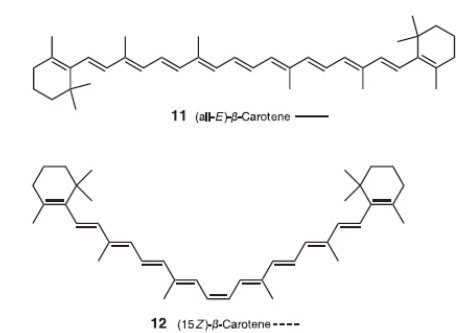 11 (all-E)-β-Carotene
12 (15Z)-β-Carotene